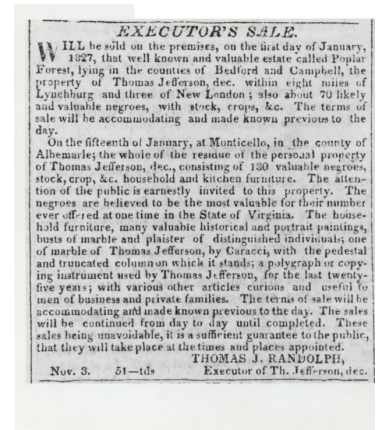 EXECUTOR'S SALE.
WILL be sold on the premises, on the first day of January,
1827, that well known and valuable estate called Poplar
Forest, lying in the counties of Bedford and Campbell, the
property of Thomas Jefferson, dec. within eight miles of
Lynchburg and three of New London; also about 70 likely
and valuable negroes, with stock, crops, &c. The terms of
sale will be accommodating and made known previous to the
day.
On the fifteenth of January, at Monticello, in the county of
Albemarle; the whole of the residue of the personal property
of Thomas Jefferson, dec., consisting of 130 valuable negroes,
stock, crop, &c. household and kitchen furniture. The atten-
tion of the public is earnestly invited to this property. The
negroes are believed to be the most valuable for their number
ever offered at one time in the State of Virginia. The house-
hold furniture, many valuable historical and portrait paintings,
busts of marble and plaister of distinguished individuals; one
of marble of Thomas Jefferson, by Caracci, with the pedestal
and truncated column on which it stands; a polygraph or copy-
ing instrument used by Thomas Jefferson, for the last twenty-
five years; with various other articles curious and useful to
men of business and private families. The terms of sale will be
accommodating and made known previous to the day. The sales
will be continued from day to day until completed. These
sales being unavoidable, it is a sufficient guarantee to the public,
that they will take place at the times and places appointed.
THOMAS J. RANDOLPH,
Nov. 3. 51—tds Executor of Th. Jefferson, dec.